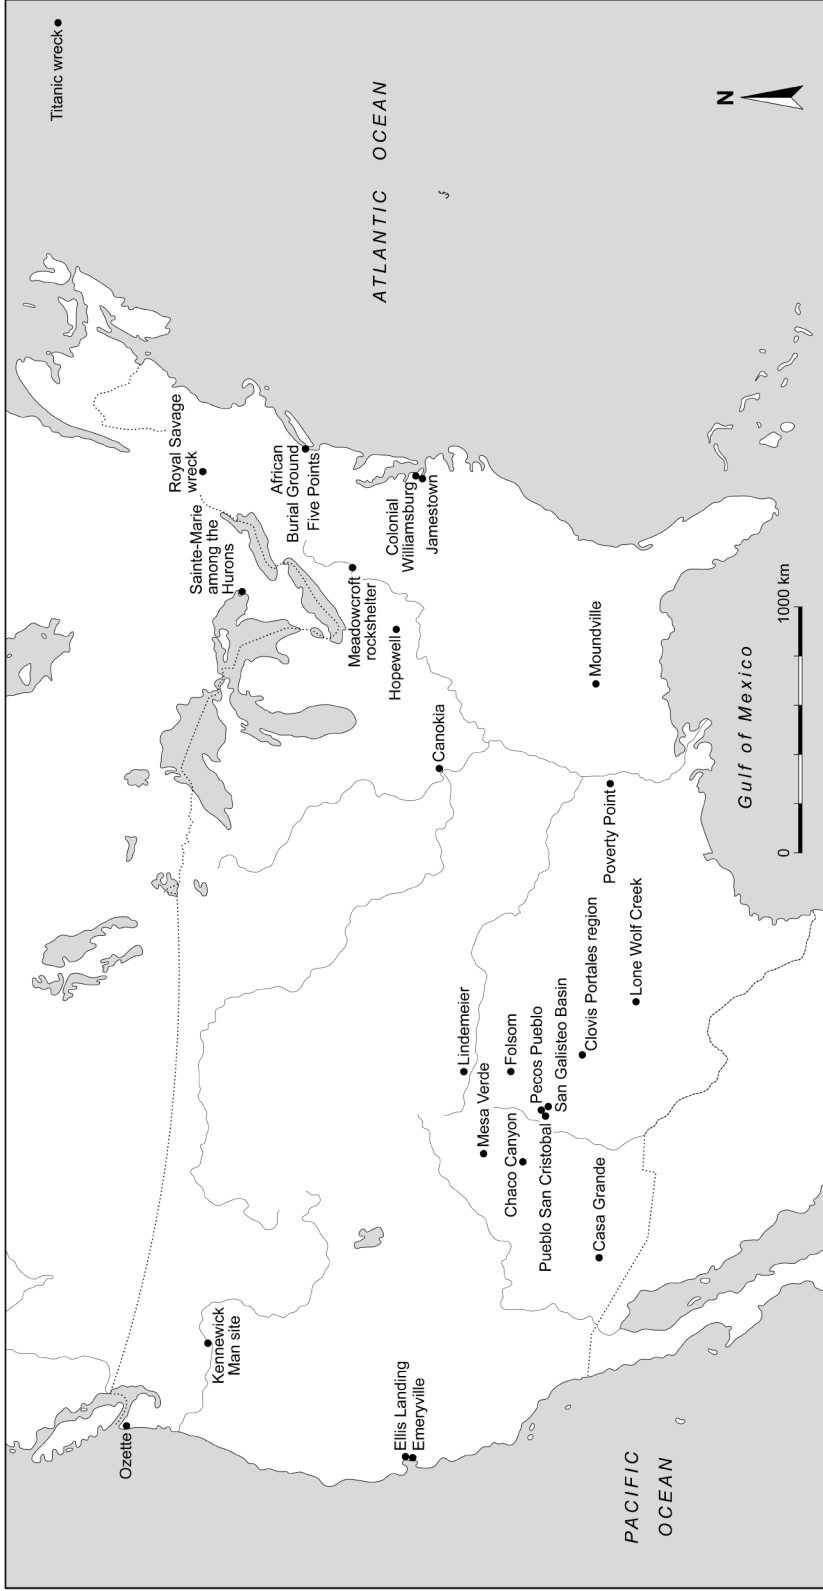 Titanic wreck
N
ATLANTIC OCEAN
Royal Savage
wreck
Sainte-Marie
among the
Hurons
African
Burial Ground
Five Points
Meadowcroft
rockshelter
Hopewell
Colonial
Williamsburg
Jamestown
Canokia
Moundville
Poverty Point
Lone Wolf Creek
Clovis Portales region
Lindemeier
Folsom
Pecos Pueblo
San Galisteo Basin
Mesa Verde
Chaco Canyon
Pueblo San Cristobal
Casa Grande
Kennewick
Man site
Ozette
Ellis Landing
Emeryville
PACIFIC
OCEAN
Gulf of Mexico
0
1000 km